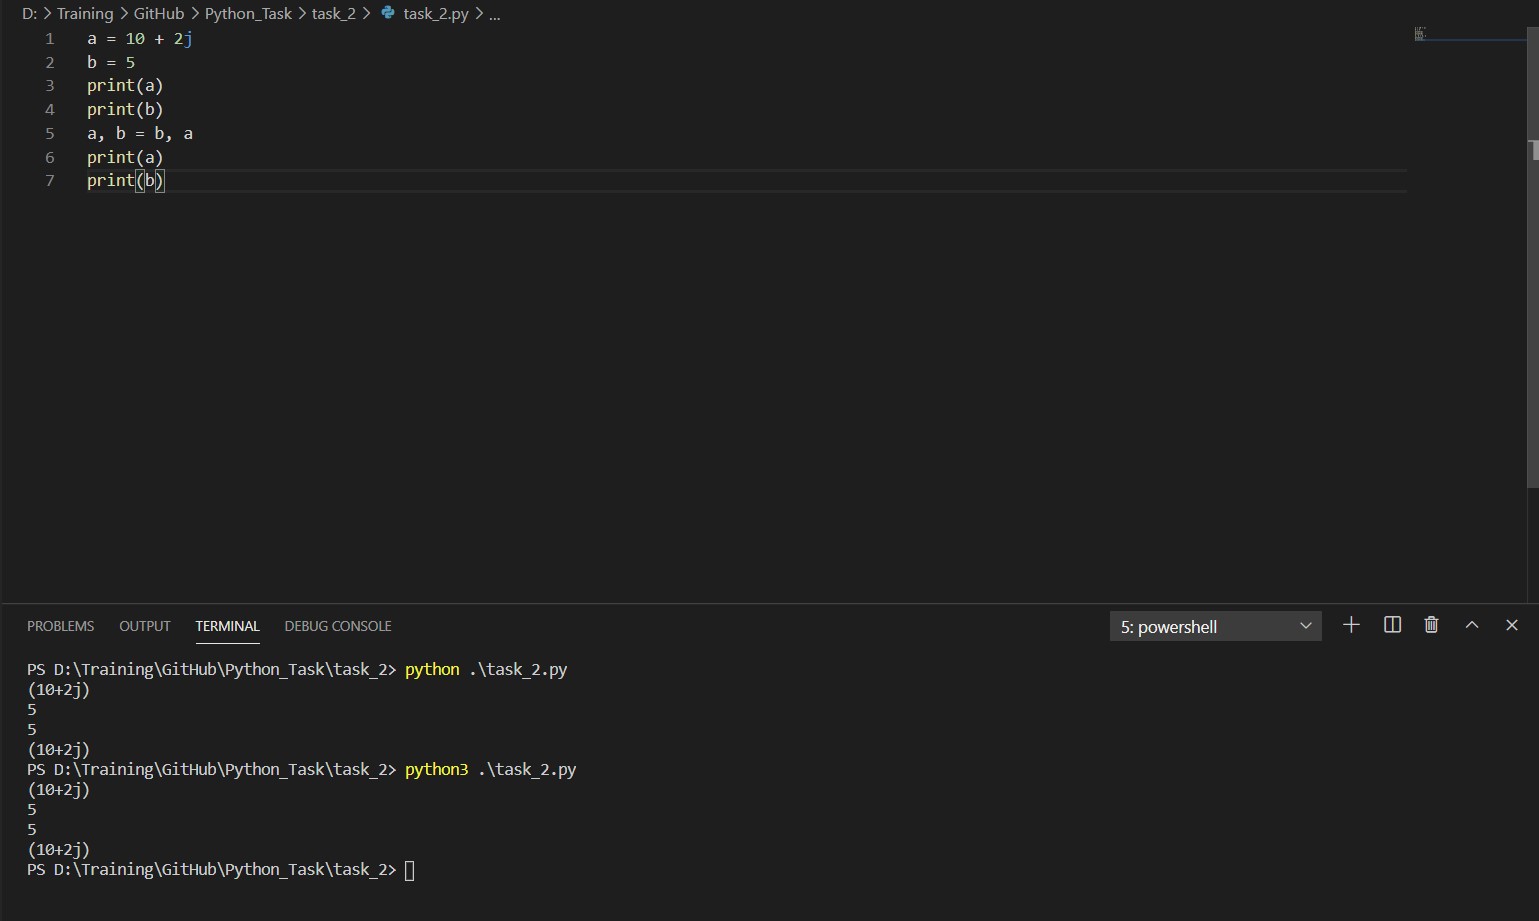 D: > Training > GitHub > Python_Task > task_2 > task_2.py > ...
1 a = 10 + 2j
2 b = 5
3 print(a)
4 print(b)
5 a, b = b, a
6 print(a)
7 print(b)
PROBLEMS OUTPUT TERMINAL DEBUG CONSOLE 5: powershell
PS D:\Training\GitHub\Python_Task\task_2> python .\task_2.py
(10+2j)
5
5
(10+2j)
PS D:\Training\GitHub\Python_Task\task_2> python3 .\task_2.py
(10+2j)
5
5
(10+2j)
PS D:\Training\GitHub\Python_Task\task_2>